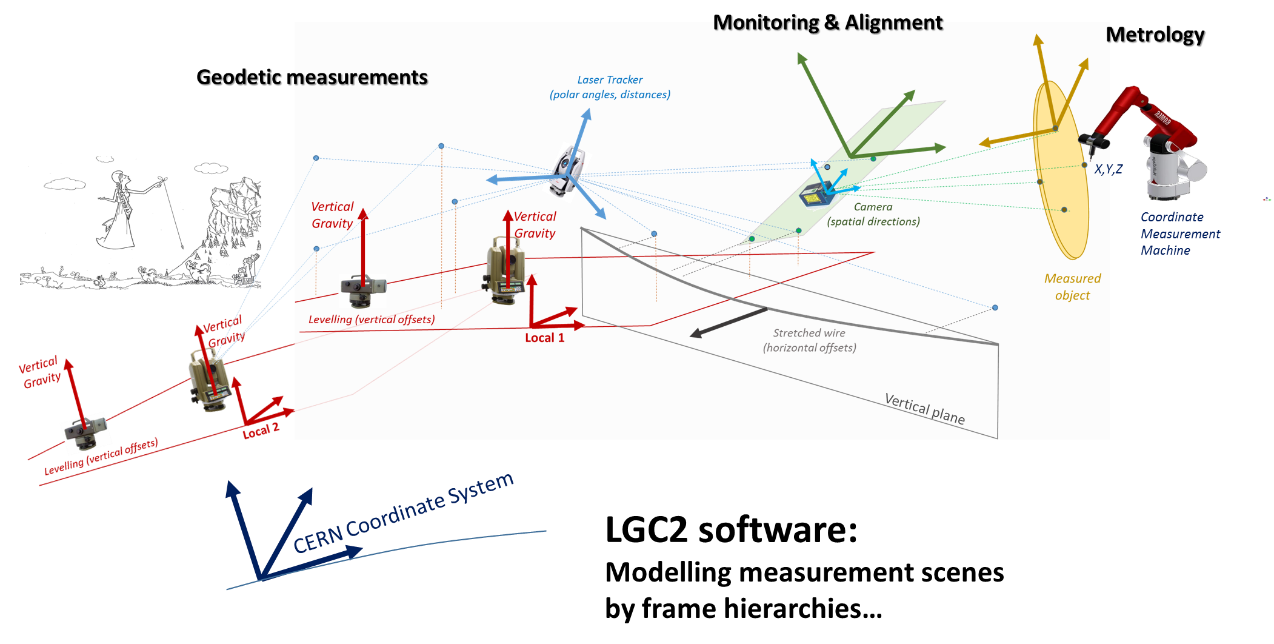 Monitoring & Alignment
Metrology
Geodetic measurements
Laser Tracker
(polar angles, distances)
X,Y,Z
Vertical
Gravity
Vertical
Gravity
Camera
(spatial directions)
Coordinate
Measurement
Machine
Measured
object
Levelling (vertical offsets)
Local 1
Stretched wire
(horizontal offsets)
Vertical
Gravity
Vertical
Gravity
Vertical plane
Local 2
Levelling (vertical offsets)
CERN Coordinate System
LGC2 software:
Modelling measurement scenes
by frame hierarchies…